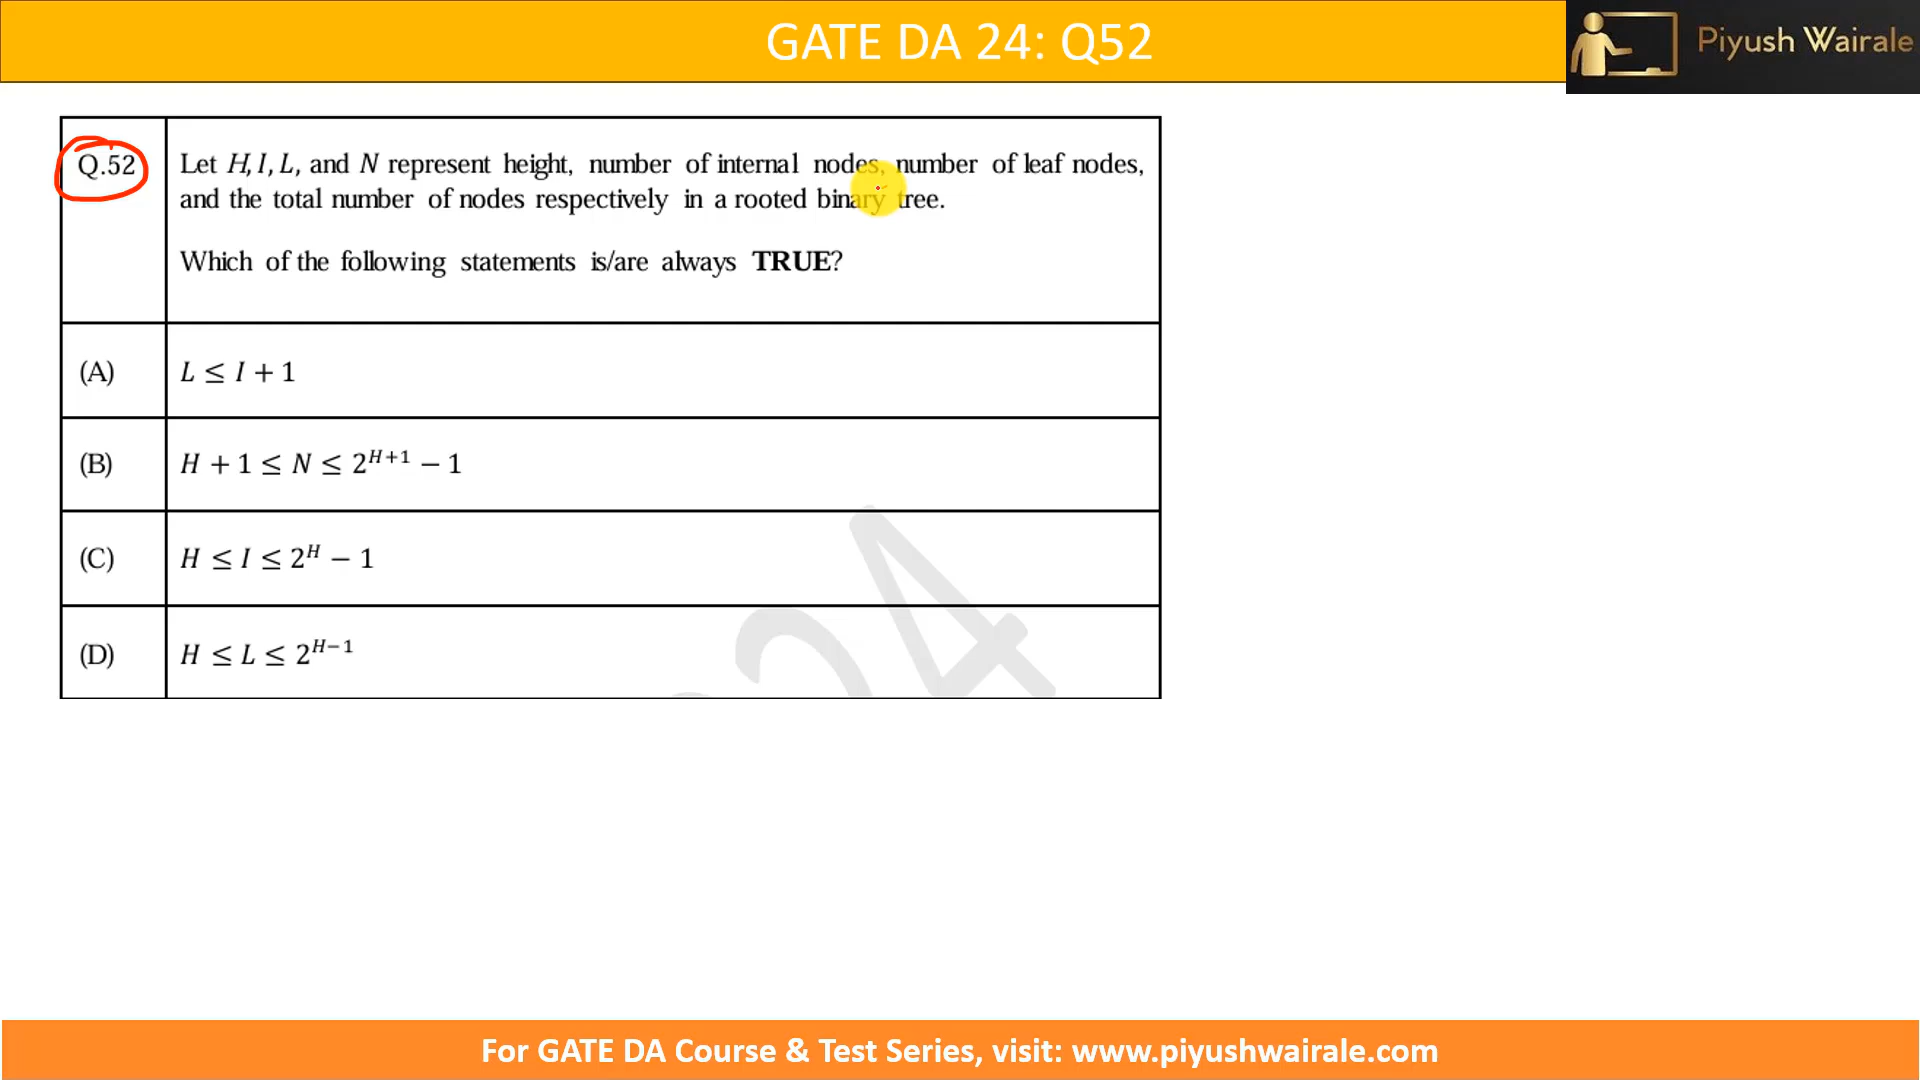 GATE DA 24: Q52
Piyush Wairale
Q.52
Let H, I, L, and N represent height, number of internal nodes, number of leaf nodes,
and the total number of nodes respectively in a rooted binary tree.
Which of the following statements is/are always TRUE?
(A) L ≤ I + 1
(B) H + 1 ≤ N ≤ 2^{H+1} − 1
(C) H ≤ I ≤ 2^{H} − 1
(D) H ≤ L ≤ 2^{H−1}
24
For GATE DA Course & Test Series, visit: www.piyushwairale.com